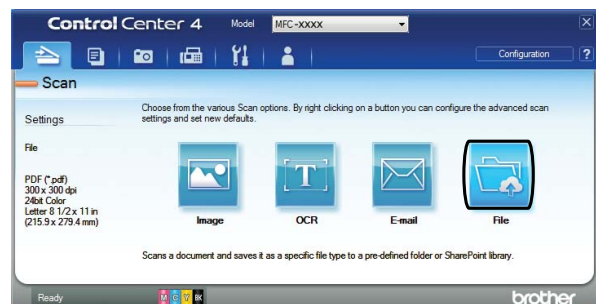 Control Center 4 Model MFC-XXXX
Configuration ?
Scan
Choose from the various Scan options. By right clicking on a button you can configure the advanced scan
settings and set new defaults.
Settings
File
PDF (*.pdf)
300 x 300 dpi
24bit Color
Letter 8 1/2 x 11 in
(215.9 x 279.4 mm)
T
Image OCR E-mail File
Scans a document and saves it as a specific file type to a pre-defined folder or SharePoint library.
Ready M C Y BK brother